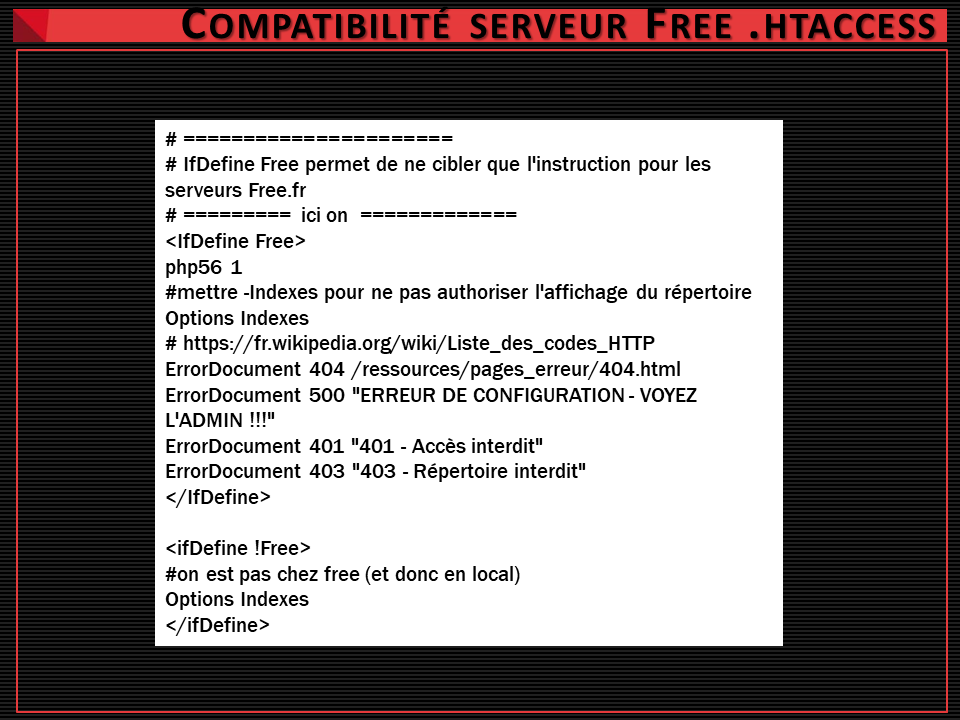 COMPATIBILITÉ SERVEUR FREE .HTACCESS
# ======================
# IfDefine Free permet de ne cibler que l'instruction pour les
serveurs Free.fr
# ========= ici on =============
<IfDefine Free>
php56 1
#mettre -Indexes pour ne pas authoriser l'affichage du répertoire
Options Indexes
# https://fr.wikipedia.org/wiki/Liste_des_codes_HTTP
ErrorDocument 404 /ressources/pages_erreur/404.html
ErrorDocument 500 "ERREUR DE CONFIGURATION - VOYEZ
L'ADMIN !!!"
ErrorDocument 401 "401 - Accès interdit"
ErrorDocument 403 "403 - Répertoire interdit"
</IfDefine>
<ifDefine !Free>
#on est pas chez free (et donc en local)
Options Indexes
</ifDefine>